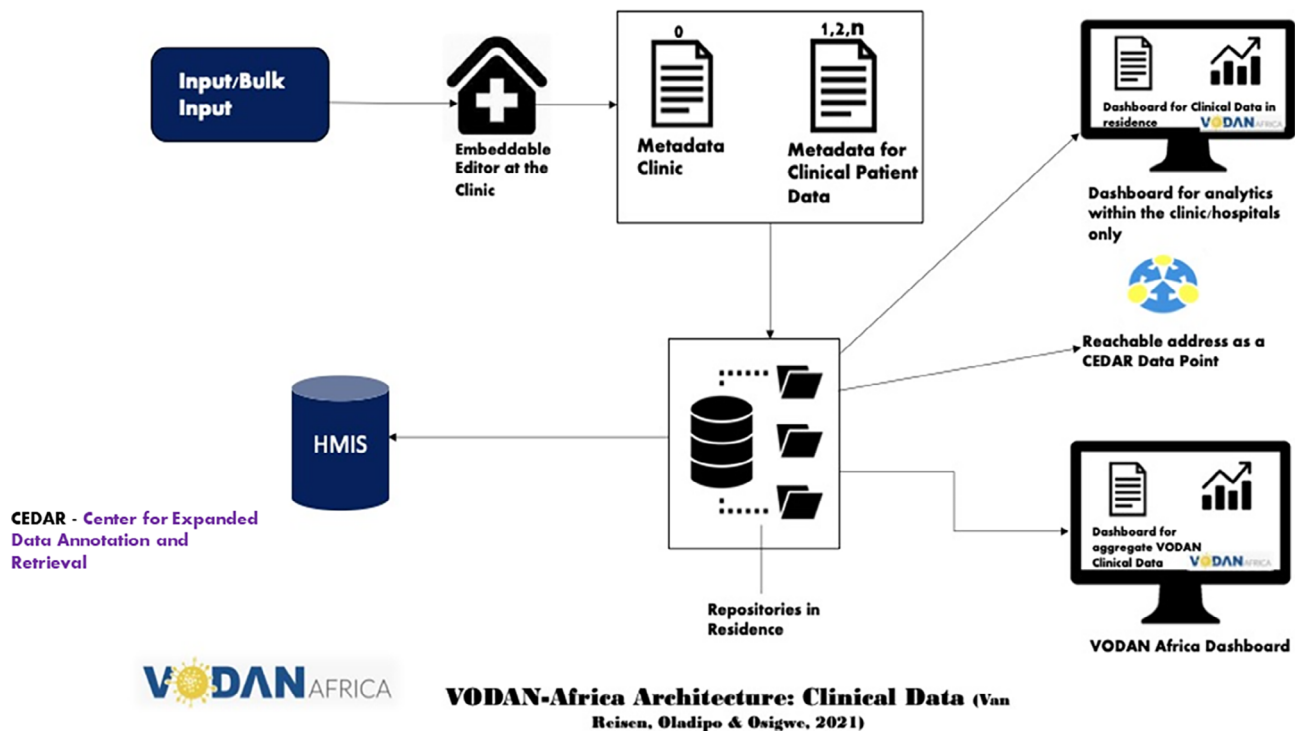 Input/Bulk
Input
Embeddable
Editor at the
Clinic
0
Metadata
Clinic
1,2,n
Metadata for
Clinical Patient
Data
Dashboard for Clinical Data in
residence
VODAN AFRICA
Dashboard for analytics
within the clinic/hospitals
only
Reachable address as a
CEDAR Data Point
HMIS
CEDAR - Center for Expanded
Data Annotation and
Retrieval
Repositories in
Residence
Dashboard for
aggregate VODAN
Clinical Data
VODAN AFRICA
VODAN Africa Dashboard
VODAN AFRICA
VODAN-Africa Architecture: Clinical Data (Van
Reisen, Oladipo & Osigwe, 2021)